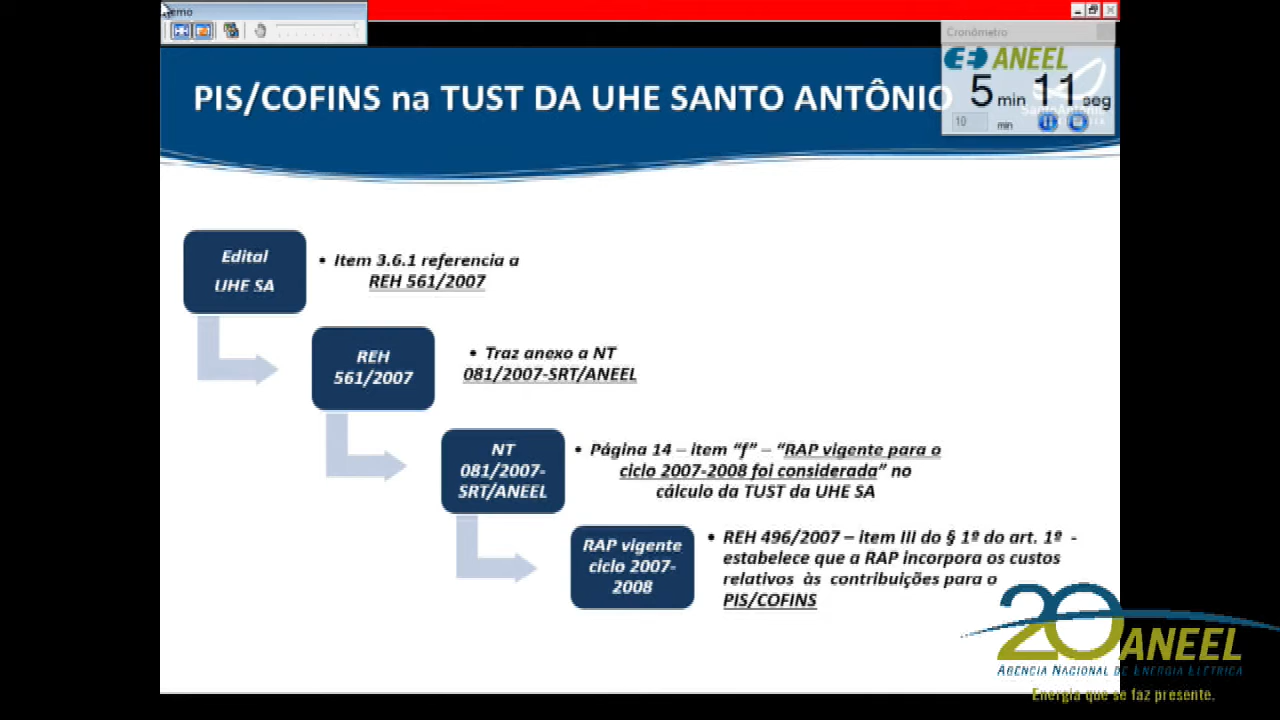 emo
Cronômetro
ANEEL
5 min 11 seg
10 min
PIS/COFINS na TUST DA UHE SANTO ANTÔNIO
Edital
UHE SA
• Item 3.6.1 referencia a
REH 561/2007
REH
561/2007
• Traz anexo a NT
081/2007-SRT/ANEEL
NT
081/2007-
SRT/ANEEL
• Página 14 – item “f” – “RAP vigente para o
ciclo 2007-2008 foi considerada” no
cálculo da TUST da UHE SA
RAP vigente
ciclo 2007-
2008
• REH 496/2007 – item III do § 1º do art. 1º -
estabelece que a RAP incorpora os custos
relativos às contribuições para o
PIS/COFINS
20 ANEEL
AGENCIA NACIONAL DE ENERGIA ELETRICA
Energia que se faz presente.